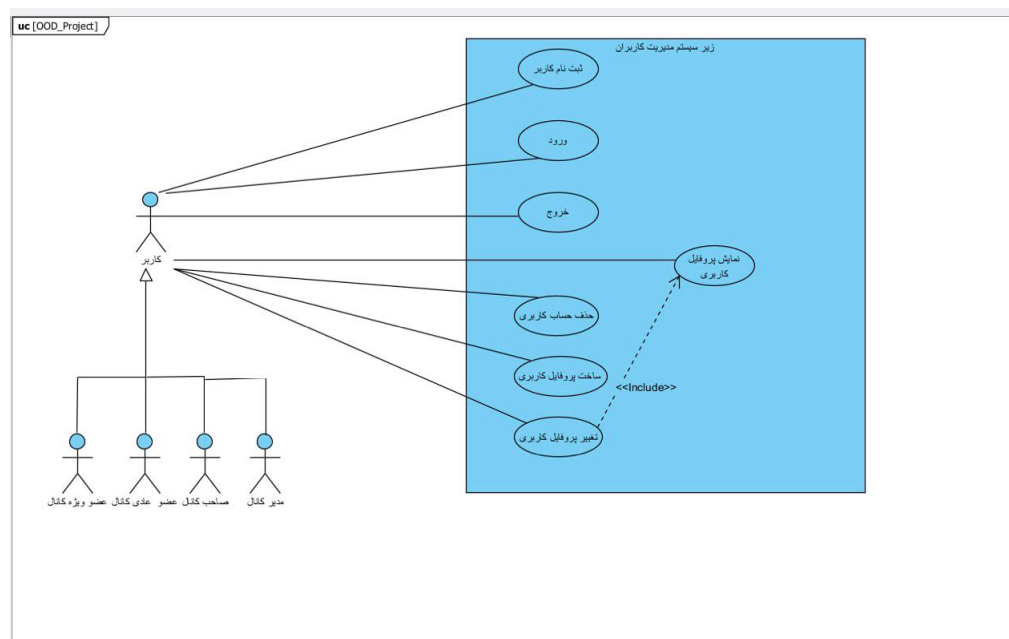 uc [OOD_Project]
زیر سیستم مدیریت کاربران
ثبت نام کاربر
ورود
خروج
کاربر
نمایش پروفایل
کاربری
حذف حساب کاربری
ساخت پروفایل کاربری
<<Include>>
تغییر پروفایل کاربری
مدیر کانال
صاحب کانال
عضو عادی کانال
عضو ویژه کانال